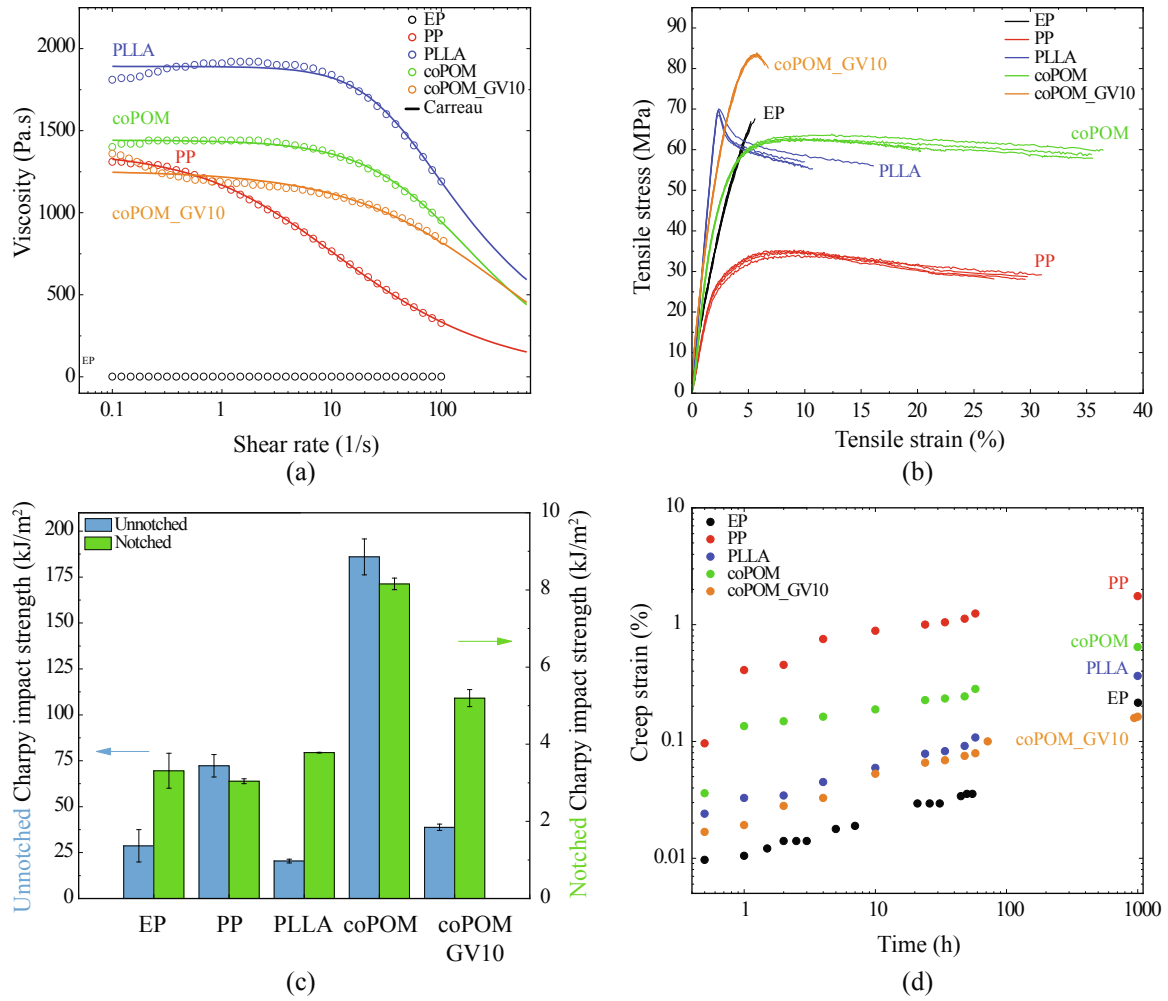 EP
PP
PLLA
coPOM
coPOM_GV10
Carreau
2000
1500
1000
500
0
Viscosity (Pa.s)
PLLA
coPOM
PP
coPOM_GV10
EP
0.1
1
10
100
Shear rate (1/s)
(a)
EP
PP
PLLA
coPOM
coPOM_GV10
90
80
70
60
50
40
30
20
10
0
Tensile stress (MPa)
coPOM_GV10
EP
coPOM
PLLA
PP
0
5
10
15
20
25
30
35
40
Tensile strain (%)
(b)
Unnotched
Notched
200
175
150
125
100
75
50
25
0
Unnotched Charpy impact strength (kJ/m²)
10
8
6
4
2
0
Notched Charpy impact strength (kJ/m²)
EP
PP
PLLA
coPOM
coPOM
GV10
(c)
EP
PP
PLLA
coPOM
coPOM_GV10
10
1
0.1
0.01
Creep strain (%)
PP
coPOM
PLLA
EP
coPOM_GV10
1
10
100
1000
Time (h)
(d)